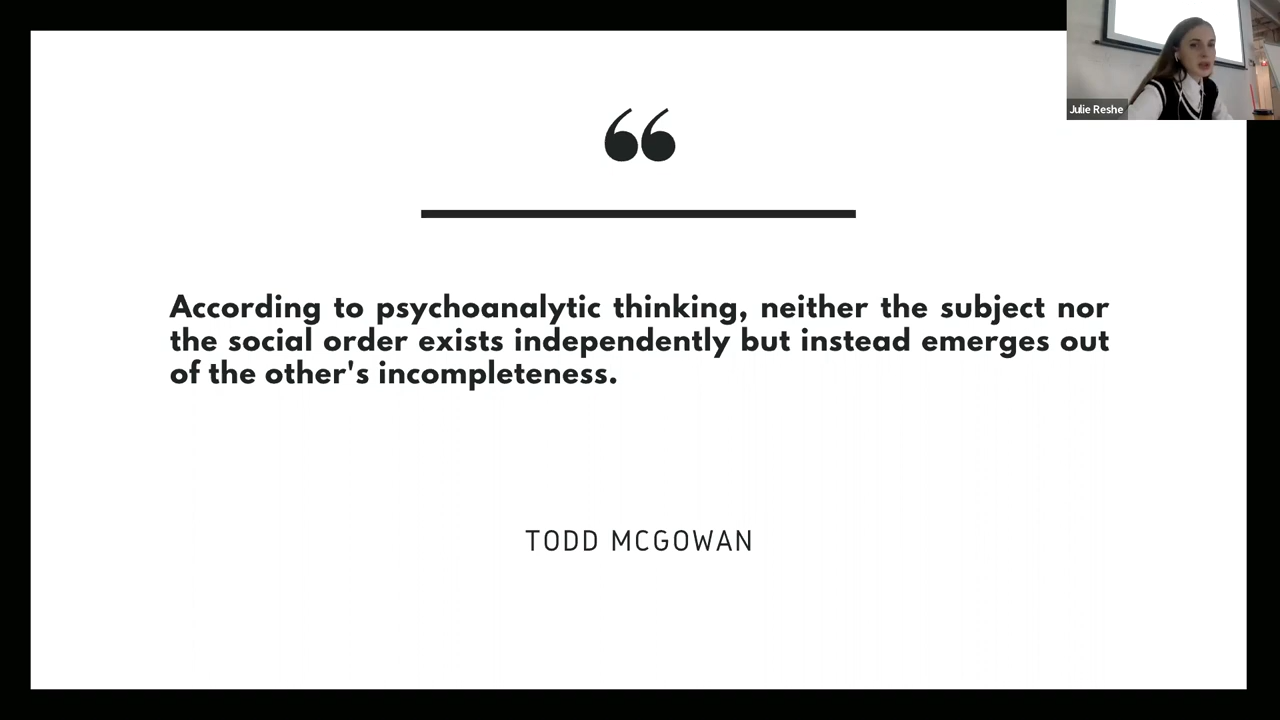 Julie Reshe
“
According to psychoanalytic thinking, neither the subject nor
the social order exists independently but instead emerges out
of the other's incompleteness.
TODD MCGOWAN